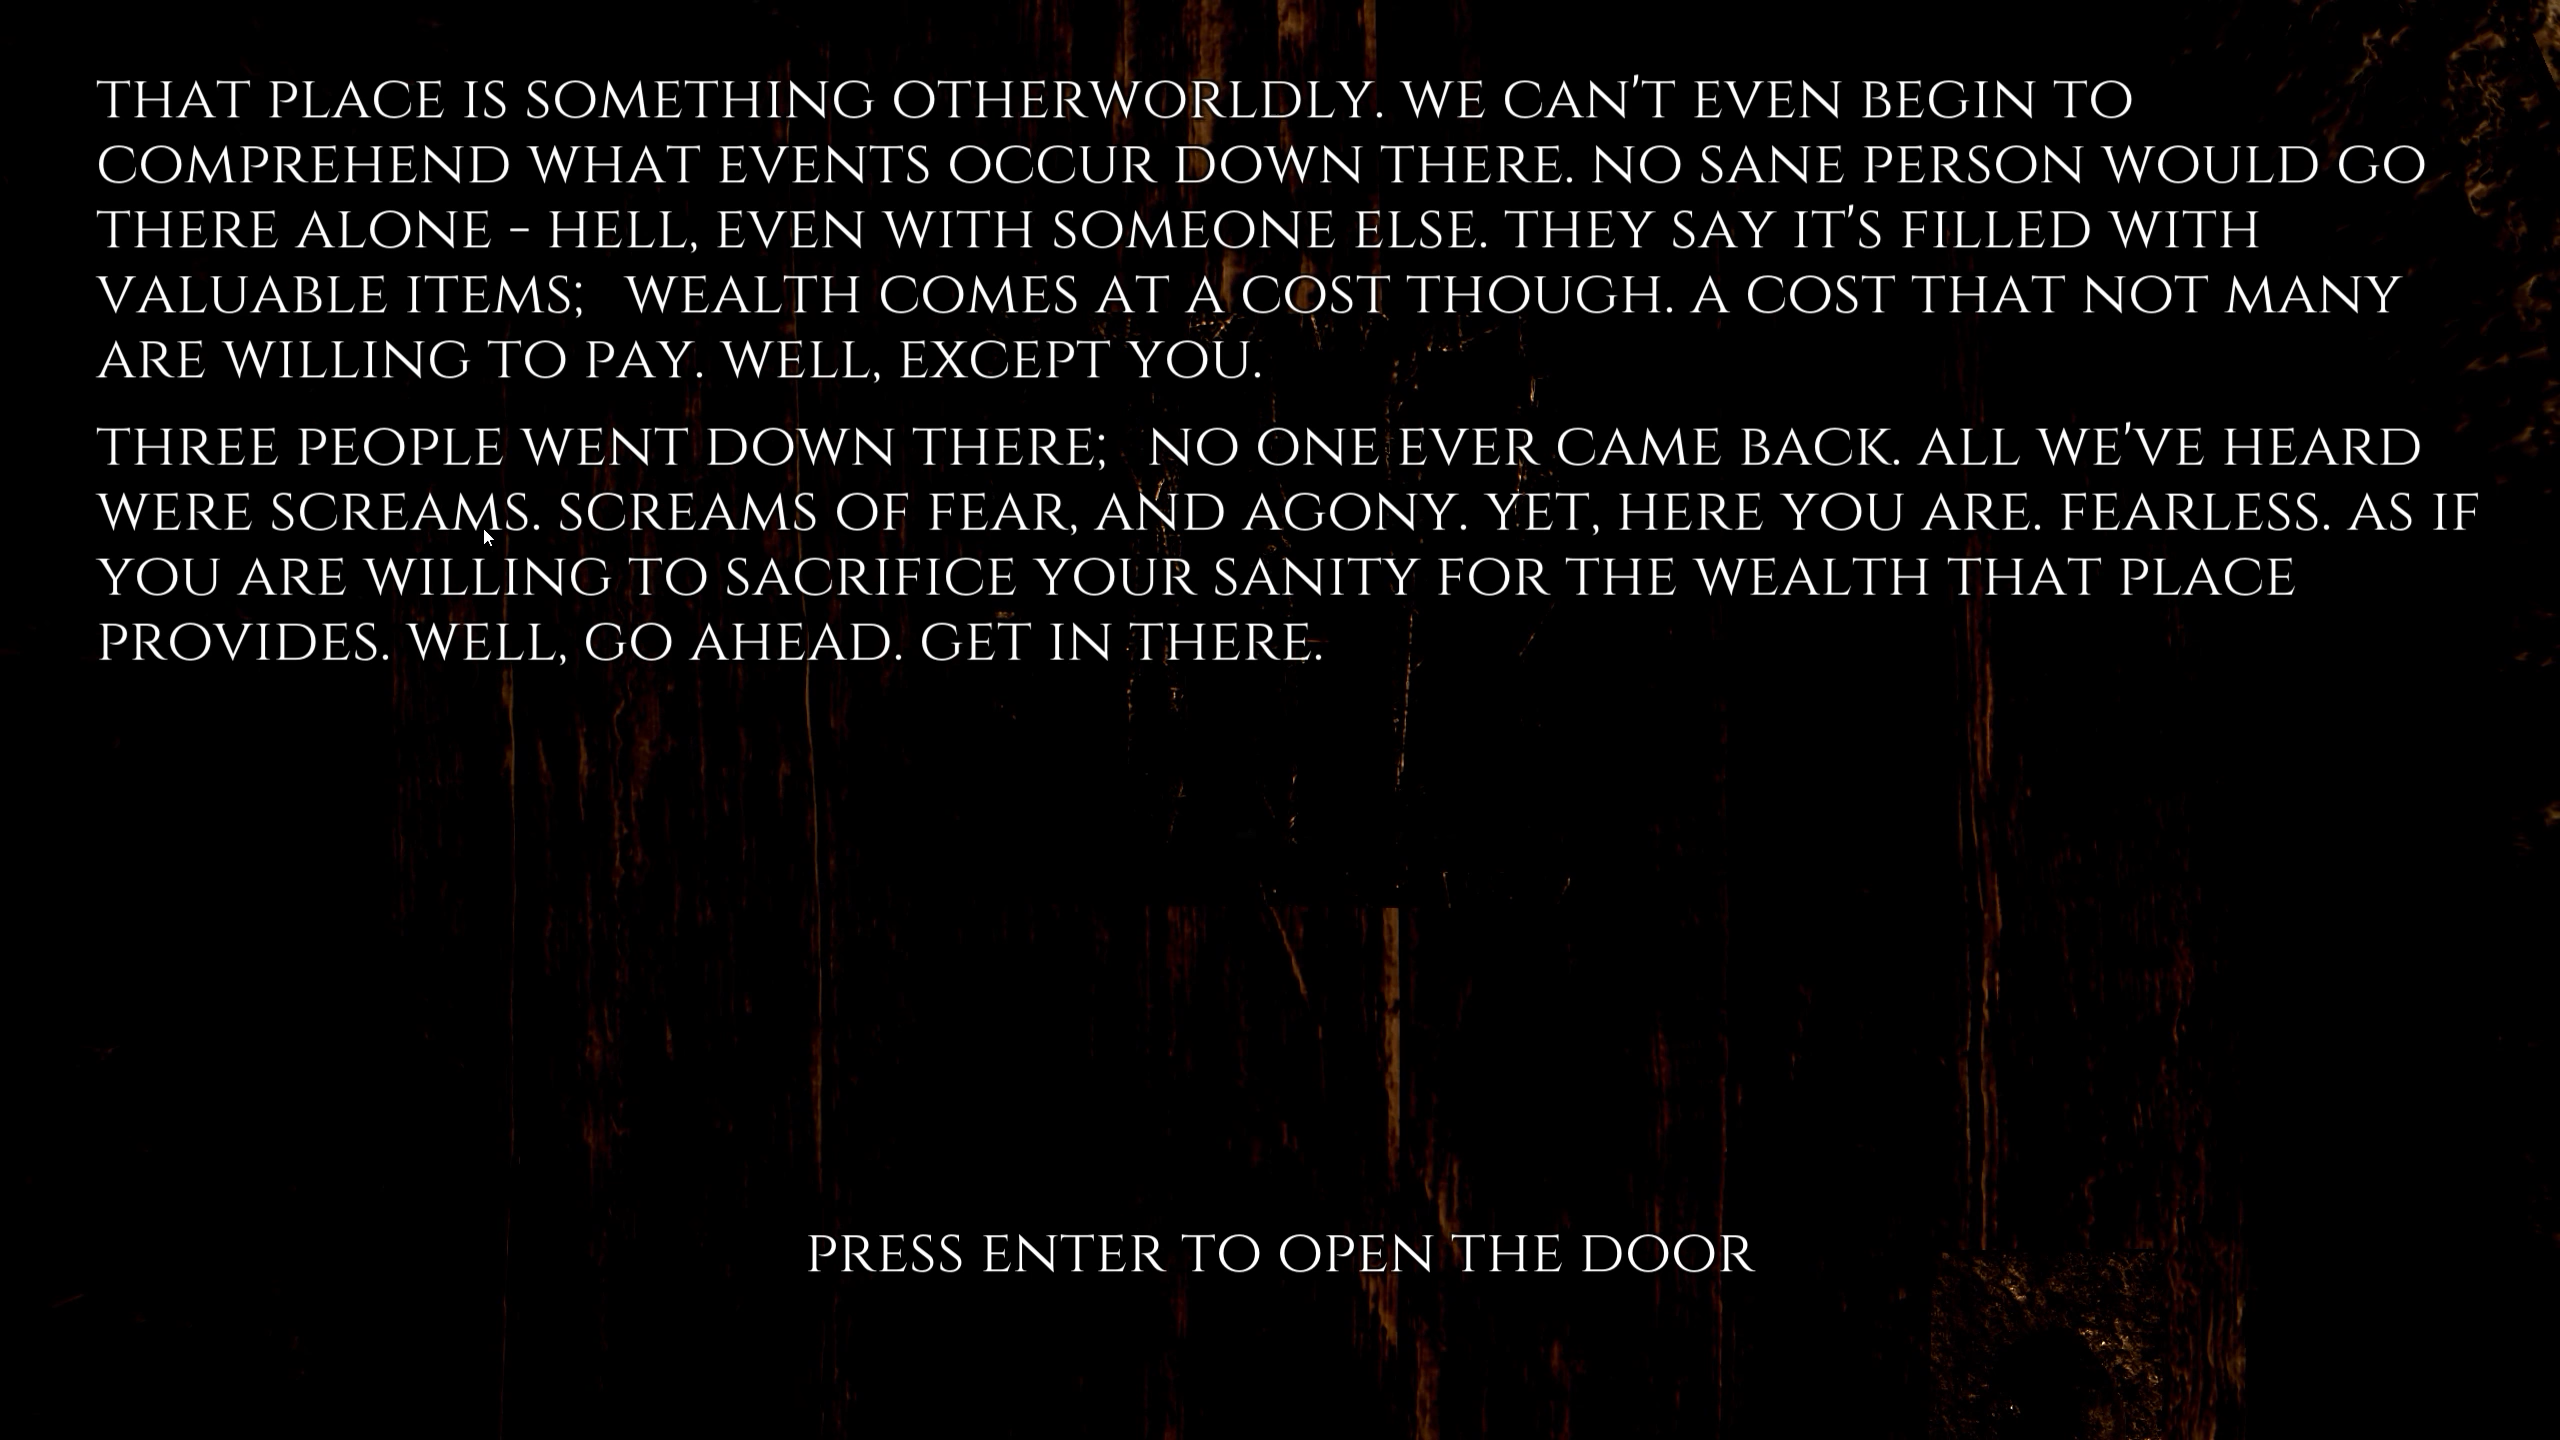 THAT PLACE IS SOMETHING OTHERWORLDLY. WE CAN'T EVEN BEGIN TO
COMPREHEND WHAT EVENTS OCCUR DOWN THERE. NO SANE PERSON WOULD GO
THERE ALONE - HELL, EVEN WITH SOMEONE ELSE. THEY SAY IT'S FILLED WITH
VALUABLE ITEMS;  WEALTH COMES AT A COST THOUGH. A COST THAT NOT MANY
ARE WILLING TO PAY. WELL, EXCEPT YOU.
THREE PEOPLE WENT DOWN THERE;  NO ONE EVER CAME BACK. ALL WE'VE HEARD
WERE SCREAMS. SCREAMS OF FEAR, AND AGONY. YET, HERE YOU ARE. FEARLESS. AS IF
YOU ARE WILLING TO SACRIFICE YOUR SANITY FOR THE WEALTH THAT PLACE
PROVIDES. WELL, GO AHEAD. GET IN THERE.
PRESS ENTER TO OPEN THE DOOR